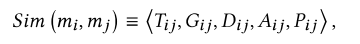 Sim (m_i, m_j) ≡ ⟨T_ij, G_ij, D_ij, A_ij, P_ij⟩,